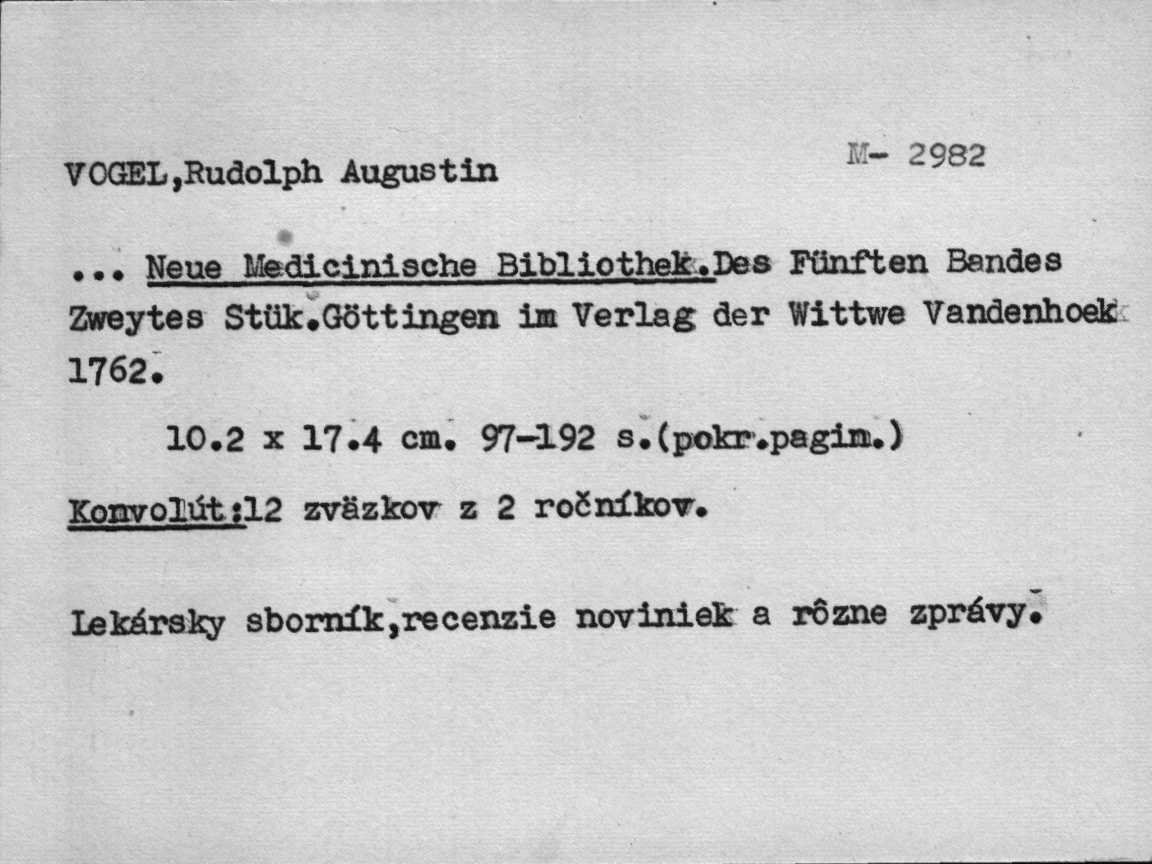 VOGEL,Rudolph Augustin
M- 2982
... Neue Medicinische Bibliothek.Des Fünften Bandes
Zweytes Stük.Göttingen im Verlag der Wittwe Vandenhoek
1762.
10.2 x 17.4 cm. 97-192 s.(pokr.pagin.)
Konvolút:12 zväzkov z 2 ročníkov.
Lekársky sborník,recenzie noviniek a rôzne zprávy.